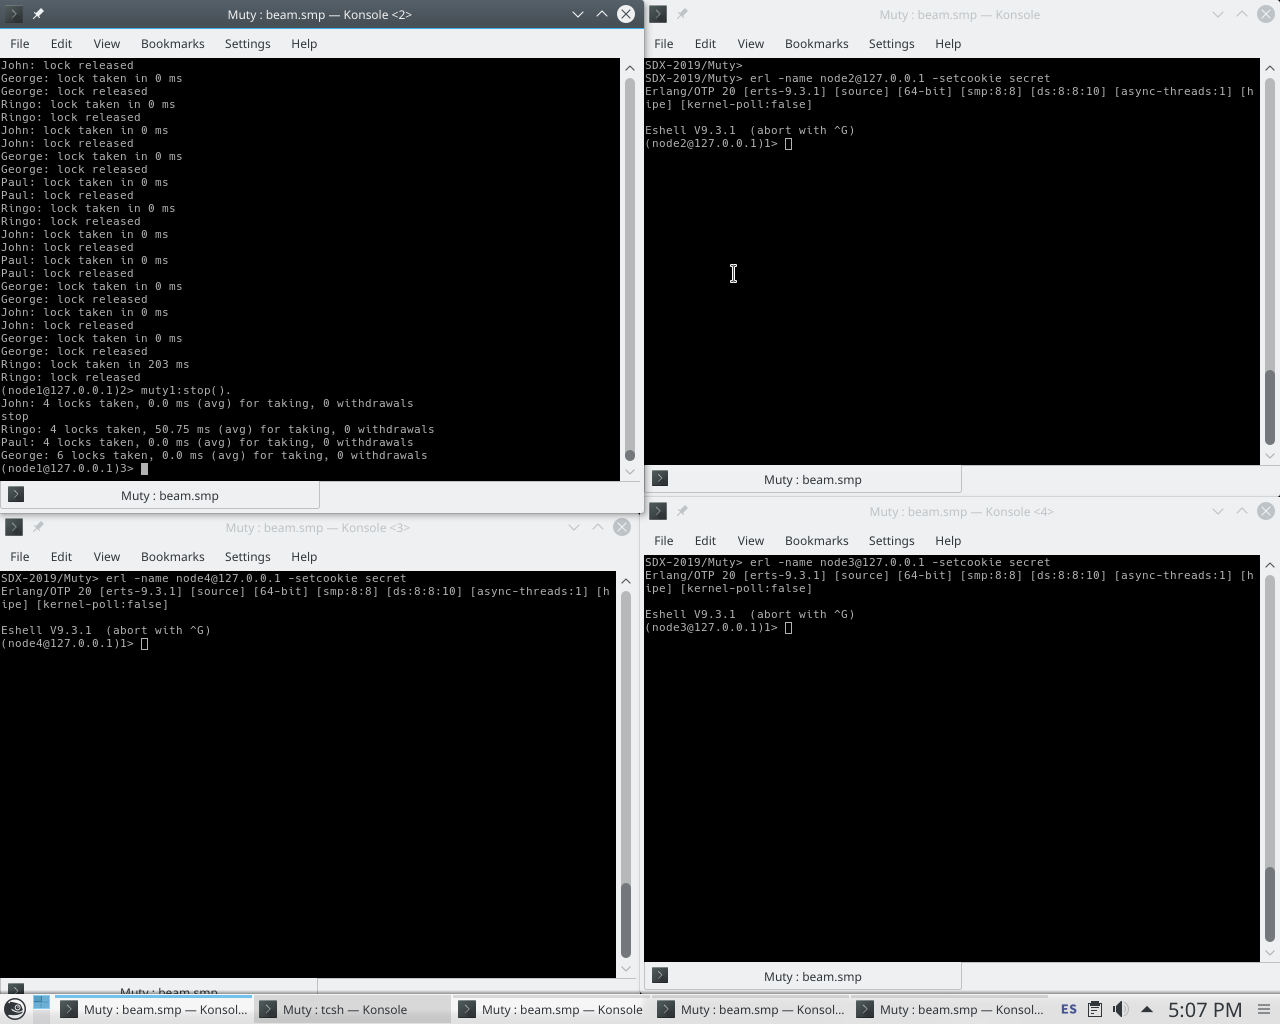 Muty : beam.smp — Konsole <2>
File Edit View Bookmarks Settings Help
John: lock released
George: lock taken in 0 ms
George: lock released
Ringo: lock taken in 0 ms
Ringo: lock released
John: lock taken in 0 ms
John: lock released
George: lock taken in 0 ms
George: lock released
Paul: lock taken in 0 ms
Paul: lock released
Ringo: lock taken in 0 ms
Ringo: lock released
John: lock taken in 0 ms
John: lock released
Paul: lock taken in 0 ms
Paul: lock released
George: lock taken in 0 ms
George: lock released
John: lock taken in 0 ms
John: lock released
George: lock taken in 0 ms
George: lock released
Ringo: lock taken in 203 ms
Ringo: lock released
(node1@127.0.0.1)2> muty1:stop().
John: 4 locks taken, 0.0 ms (avg) for taking, 0 withdrawals
stop
Ringo: 4 locks taken, 50.75 ms (avg) for taking, 0 withdrawals
Paul: 4 locks taken, 0.0 ms (avg) for taking, 0 withdrawals
George: 6 locks taken, 0.0 ms (avg) for taking, 0 withdrawals
(node1@127.0.0.1)3>
Muty : beam.smp
Muty : beam.smp — Konsole
File Edit View Bookmarks Settings Help
SDX-2019/Muty>
SDX-2019/Muty> erl -name node2@127.0.0.1 -setcookie secret
Erlang/OTP 20 [erts-9.3.1] [source] [64-bit] [smp:8:8] [ds:8:8:10] [async-threads:1] [h
ipe] [kernel-poll:false]
Eshell V9.3.1  (abort with ^G)
(node2@127.0.0.1)1>
Muty : beam.smp
Muty : beam.smp — Konsole <3>
File Edit View Bookmarks Settings Help
SDX-2019/Muty> erl -name node4@127.0.0.1 -setcookie secret
Erlang/OTP 20 [erts-9.3.1] [source] [64-bit] [smp:8:8] [ds:8:8:10] [async-threads:1] [h
ipe] [kernel-poll:false]
Eshell V9.3.1  (abort with ^G)
(node4@127.0.0.1)1>
Muty : beam.smp
Muty : beam.smp — Konsole <4>
File Edit View Bookmarks Settings Help
SDX-2019/Muty> erl -name node3@127.0.0.1 -setcookie secret
Erlang/OTP 20 [erts-9.3.1] [source] [64-bit] [smp:8:8] [ds:8:8:10] [async-threads:1] [h
ipe] [kernel-poll:false]
Eshell V9.3.1  (abort with ^G)
(node3@127.0.0.1)1>
Muty : beam.smp
Muty : beam.smp — Konsol... Muty : tcsh — Konsole Muty : beam.smp — Konsole Muty : beam.smp — Konsol... Muty : beam.smp — Konsol... ES 5:07 PM